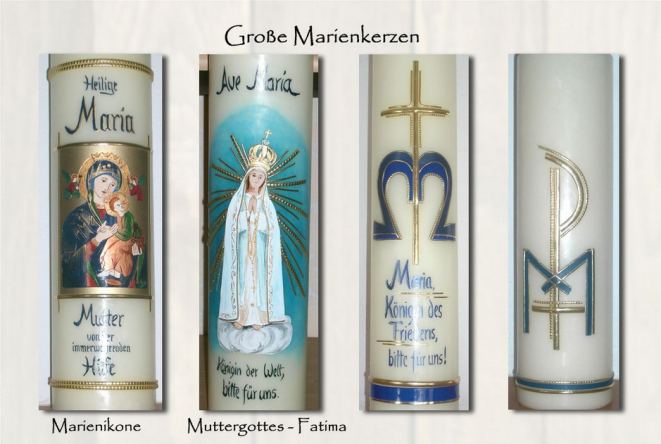 Große Marienkerzen
Heilige
Maria
Mutter
von der
immerwährenden
Hilfe
Ave Maria
Königin der Welt,
bitte für uns.
Maria,
Königin des
Friedens,
bitte für uns!
Marienikone
Muttergottes - Fatima